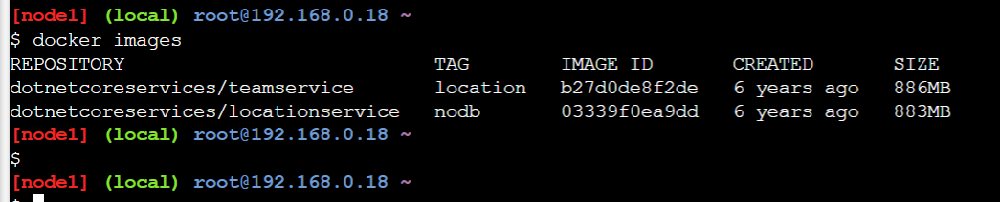 [node1] (local) root@192.168.0.18 ~
$ docker images
REPOSITORY TAG IMAGE ID CREATED SIZE
dotnetcoreservices/teamservice location b27d0de8f2de 6 years ago 886MB
dotnetcoreservices/locationservice nodb 03339f0ea9dd 6 years ago 883MB
[node1] (local) root@192.168.0.18 ~
$
[node1] (local) root@192.168.0.18 ~
$